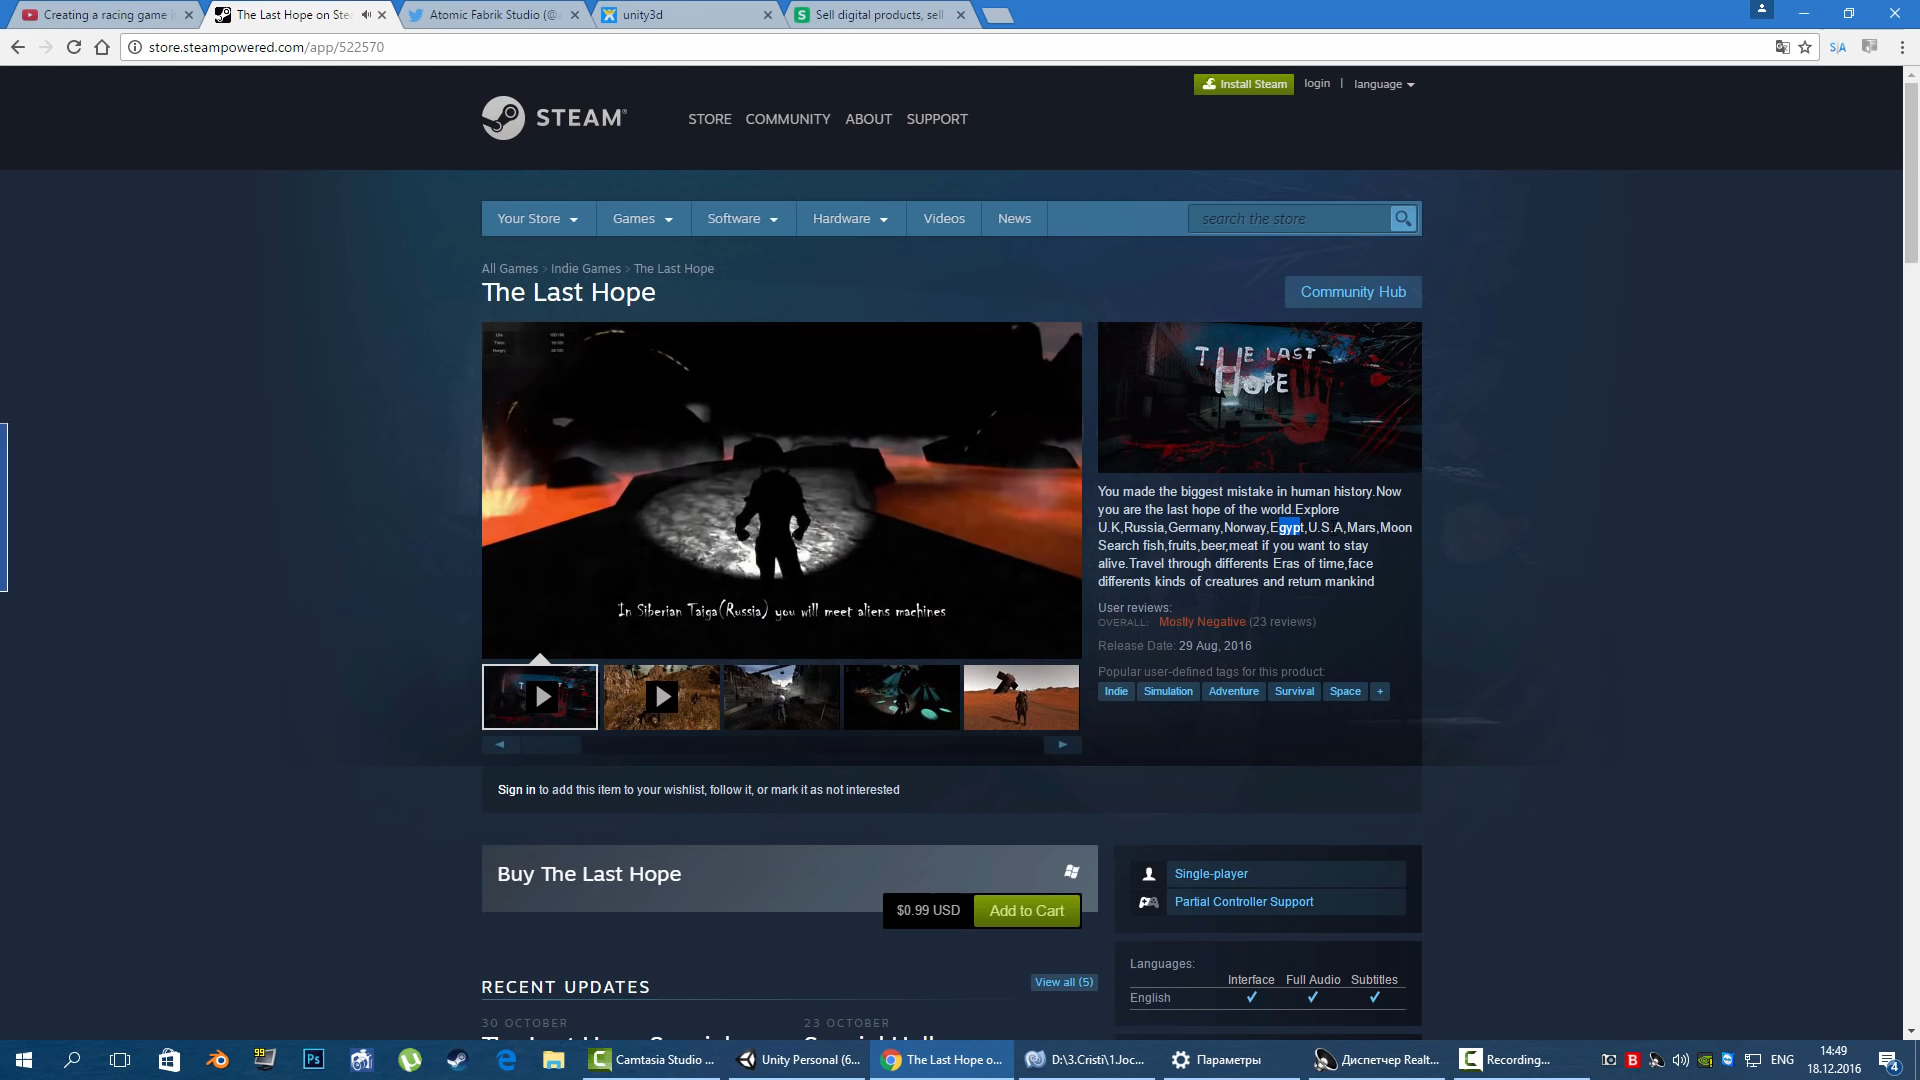 Creating a racing game i
The Last Hope on Ste
Atomic Fabrik Studio (@
unity3d
Sell digital products, sell
store.steampowered.com/app/522570
S|A
Install Steam
login
|
language
STEAM
STORE
COMMUNITY
ABOUT
SUPPORT
Your Store
Games
Software
Hardware
Videos
News
search the store
All Games > Indie Games > The Last Hope
The Last Hope
Community Hub
In Siberian Taiga(Russia) you will meet aliens machines
THE LAST
HOPE
You made the biggest mistake in human history.Now
you are the last hope of the world.Explore
U.K,Russia,Germany,Norway,Egypt,U.S.A,Mars,Moon
Search fish,fruits,beer,meat if you want to stay
alive.Travel through differents Eras of time,face
differents kinds of creatures and return mankind
User reviews:
OVERALL: Mostly Negative (23 reviews)
Release Date: 29 Aug, 2016
Popular user-defined tags for this product:
Indie
Simulation
Adventure
Survival
Space
+
Sign in to add this item to your wishlist, follow it, or mark it as not interested
Buy The Last Hope
$0.99 USD
Add to Cart
Single-player
Partial Controller Support
Languages:
Interface Full Audio Subtitles
English
RECENT UPDATES
View all (5)
30 OCTOBER
23 OCTOBER
99
Ps
Camtasia Studio ...
Unity Personal (6...
The Last Hope o...
D:\3.Cristi\1.Joc...
Параметры
Диспетчер Realt...
Recording...
B
ENG
14:49
18.12.2016
4